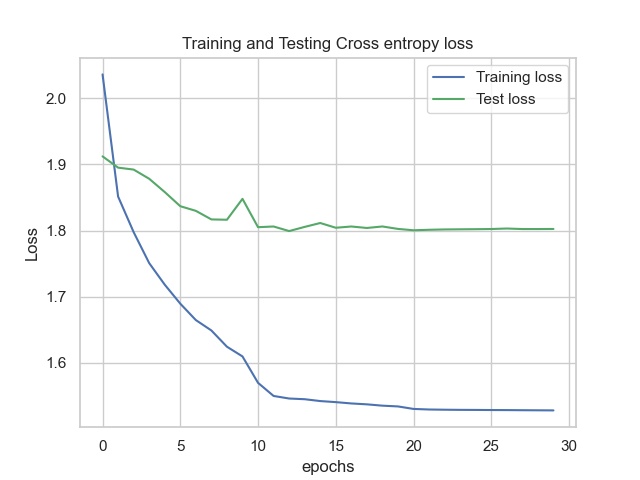 Training and Testing Cross entropy loss
Training loss
Test loss
2.0
1.9
1.8
1.7
1.6
Loss
0 5 10 15 20 25 30
epochs